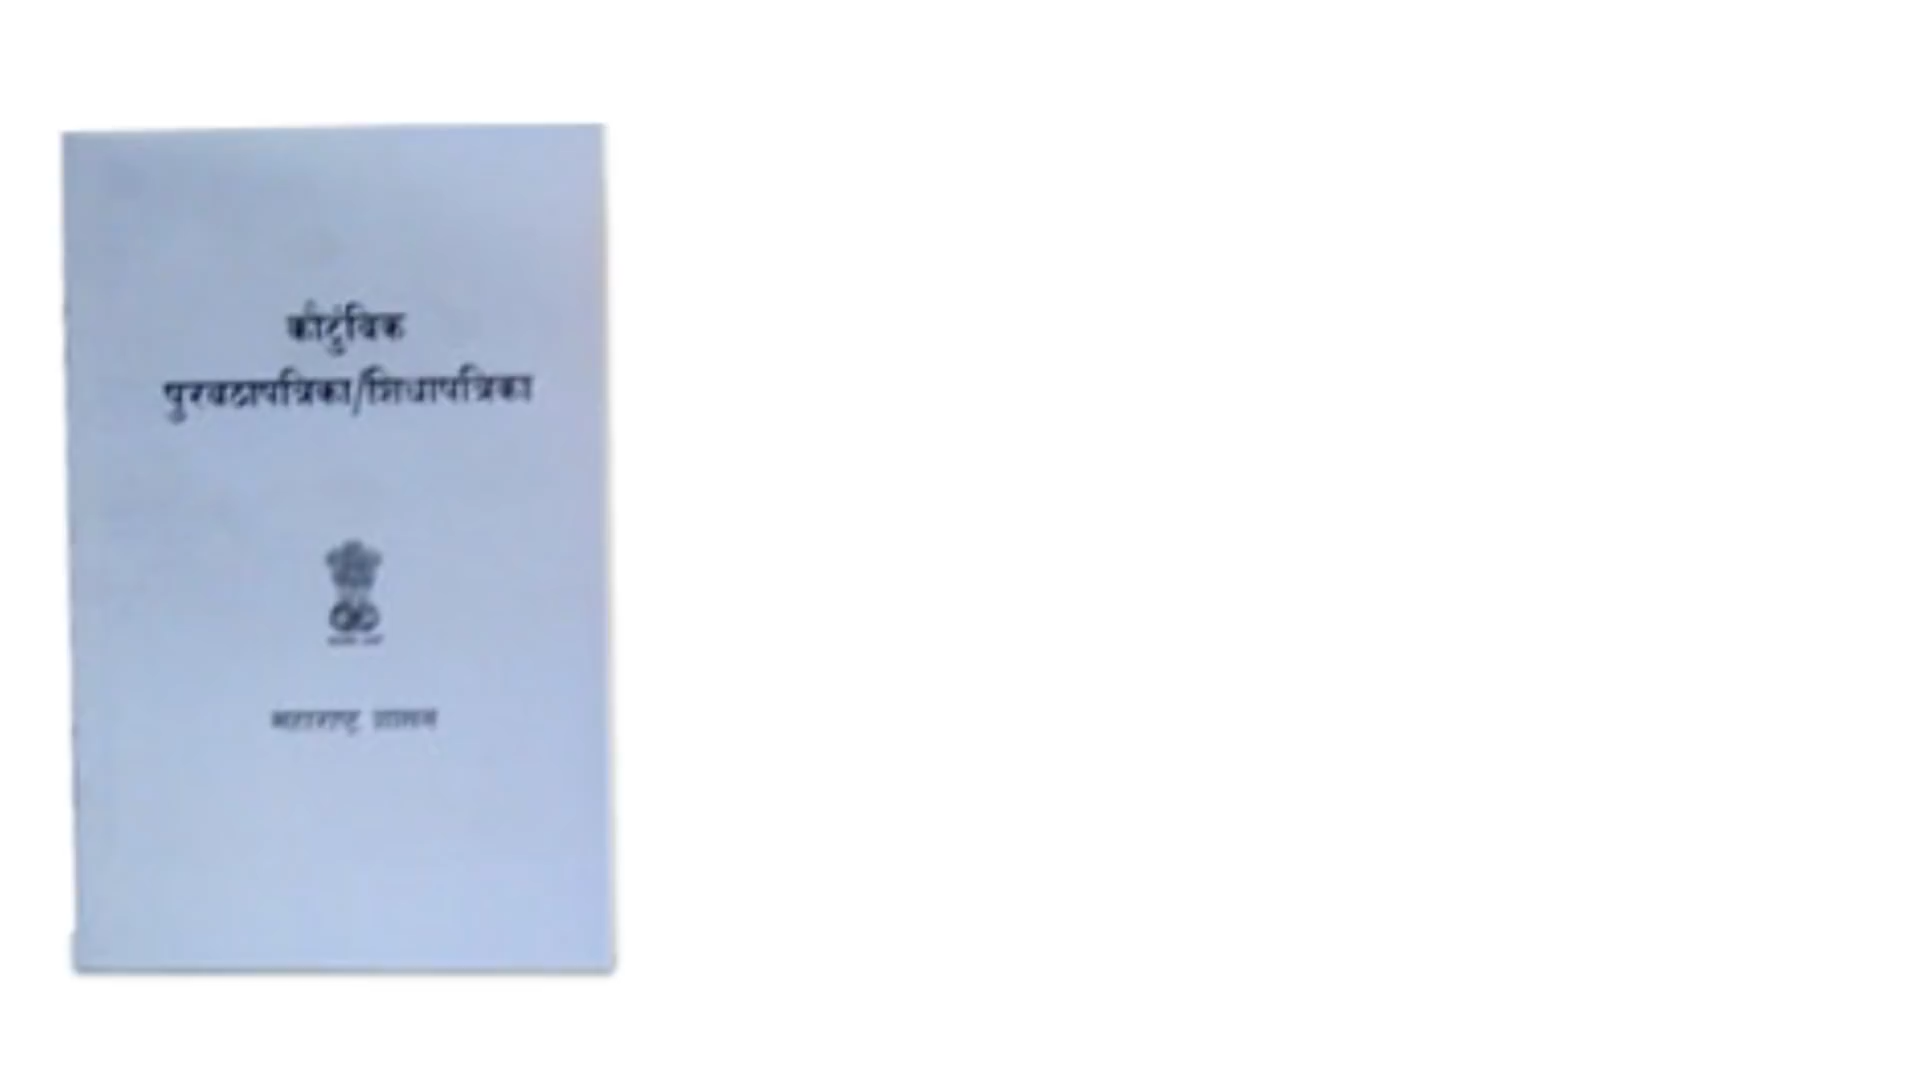 कौटुंबिक
पुरवठापत्रिका/शिधापत्रिका
महाराष्ट्र शासन